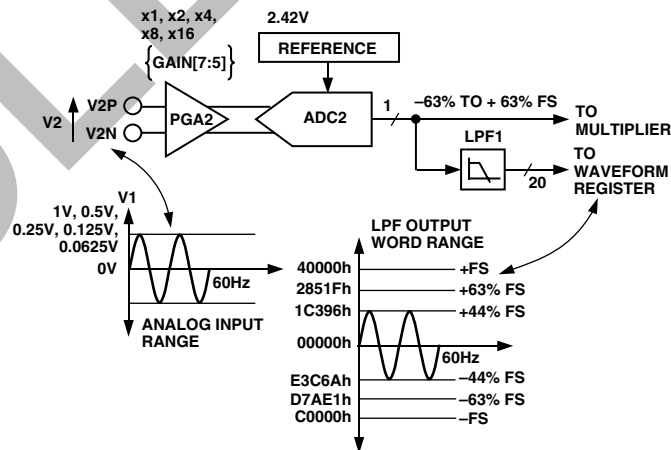 x1, x2, x4,
x8, x16
{GAIN[7:5]}
2.42V
REFERENCE
V2
V2P
V2N
PGA2
ADC2
1
–63% TO + 63% FS
TO
MULTIPLIER
LPF1
20
TO
WAVEFORM
REGISTER
V1
1V, 0.5V,
0.25V, 0.125V,
0.0625V
0V
60Hz
ANALOG INPUT
RANGE
LPF OUTPUT
WORD RANGE
40000h +FS
2851Fh +63% FS
1C396h +44% FS
00000h
60Hz
E3C6Ah –44% FS
D7AE1h –63% FS
C0000h –FS